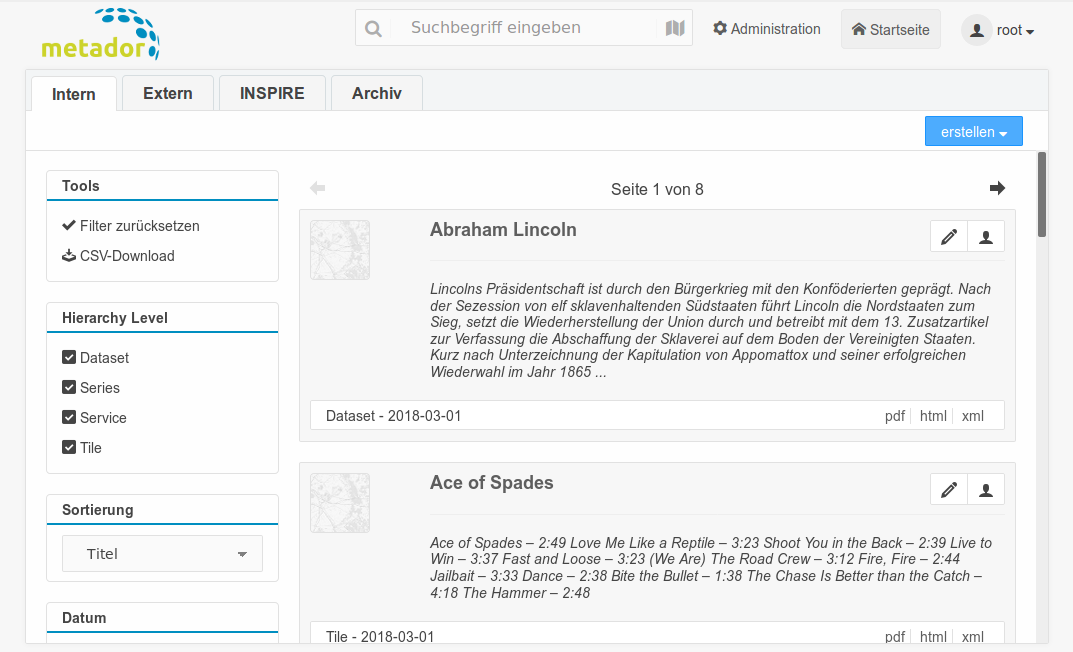 metador
Suchbegriff eingeben
Administration
Startseite
root
Intern
Extern
INSPIRE
Archiv
erstellen
Tools
Filter zurücksetzen
CSV-Download
Hierarchy Level
Dataset
Series
Service
Tile
Sortierung
Titel
Datum
Seite 1 von 8
Abraham Lincoln
Lincolns Präsidentschaft ist durch den Bürgerkrieg mit den Konföderierten geprägt. Nach
der Sezession von elf sklavenhaltenden Südstaaten führt Lincoln die Nordstaaten zum
Sieg, setzt die Wiederherstellung der Union durch und betreibt mit dem 13. Zusatzartikel
zur Verfassung die Abschaffung der Sklaverei auf dem Boden der Vereinigten Staaten.
Kurz nach Unterzeichnung der Kapitulation von Appomattox und seiner erfolgreichen
Wiederwahl im Jahr 1865 ...
Dataset - 2018-03-01
pdf html xml
Ace of Spades
Ace of Spades – 2:49 Love Me Like a Reptile – 3:23 Shoot You in the Back – 2:39 Live to
Win – 3:37 Fast and Loose – 3:23 (We Are) The Road Crew – 3:12 Fire, Fire – 2:44
Jailbait – 3:33 Dance – 2:38 Bite the Bullet – 1:38 The Chase Is Better than the Catch –
4:18 The Hammer – 2:48
Tile - 2018-03-01
pdf html xml